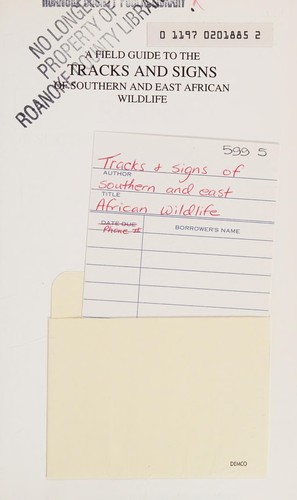 NO LONGER
PROPERTY OF
ROANOKE COUNTY LIBRARY
0 1197 0201885 2
A FIELD GUIDE TO THE
TRACKS AND SIGNS
OF SOUTHERN AND EAST AFRICAN
WILDLIFE
599 5
Tracks & signs of
AUTHOR
southern and east
TITLE
African wildlife
DATE DUE
Phone #
BORROWER'S NAME
DEMCO